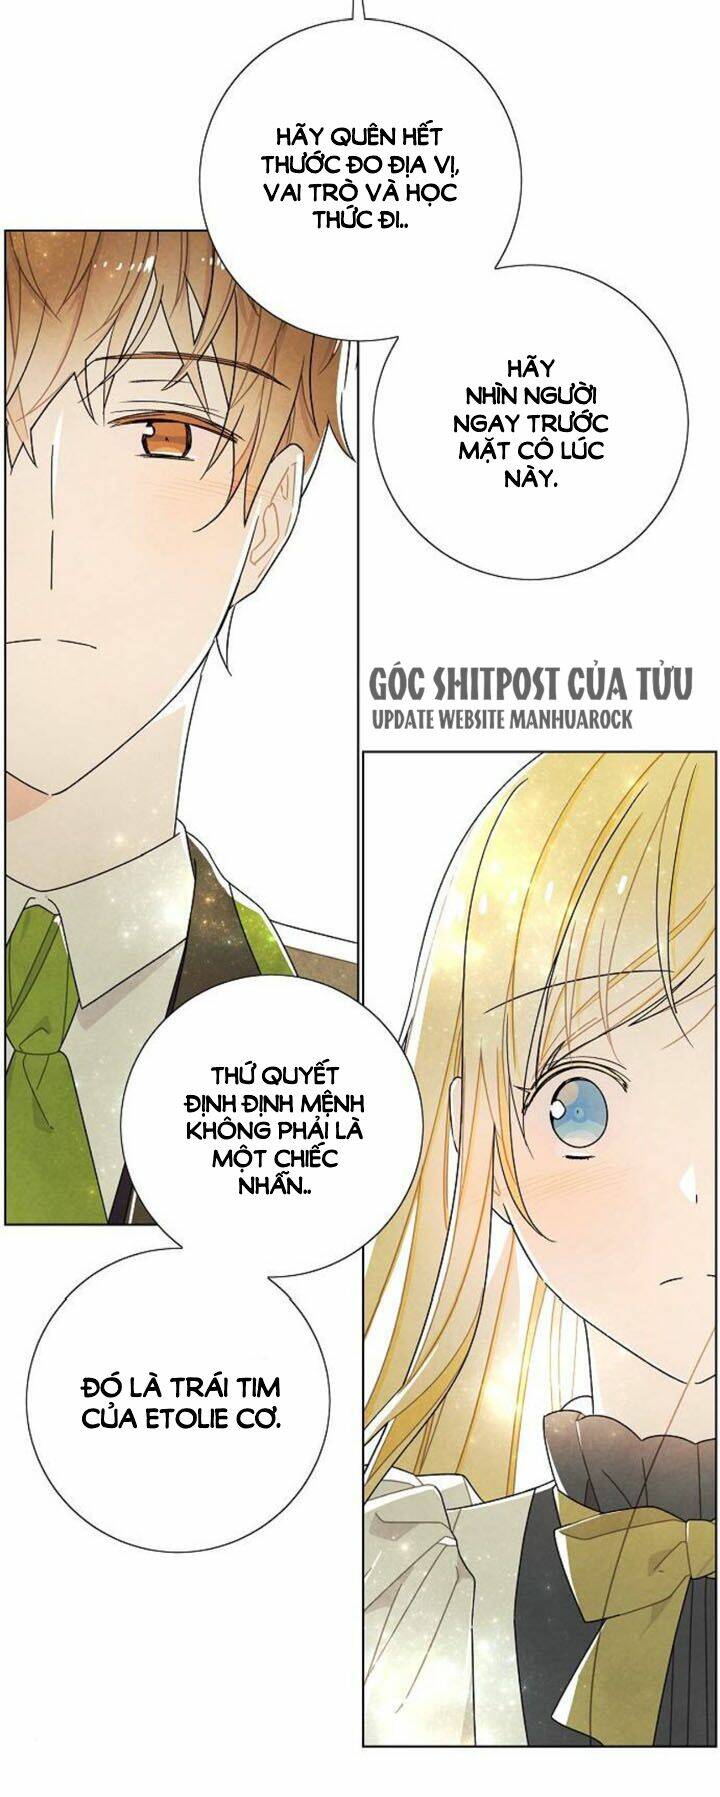 HÃY QUÊN HẾT
THƯỚC ĐO ĐỊA VỊ,
VAI TRÒ VÀ HỌC
THỨC ĐI..
HÃY
NHÌN NGƯỜI
NGAY TRƯỚC
MẶT CÔ LÚC
NÀY.
GÓC SHITPOST CỦA TỬU
UPDATE WEBSITE MANHUAROCK
THỨ QUYẾT
ĐỊNH ĐỊNH MỆNH
KHÔNG PHẢI LÀ
MỘT CHIẾC
NHẪN..
ĐÓ LÀ TRÁI TIM
CỦA ETOLIE CƠ.